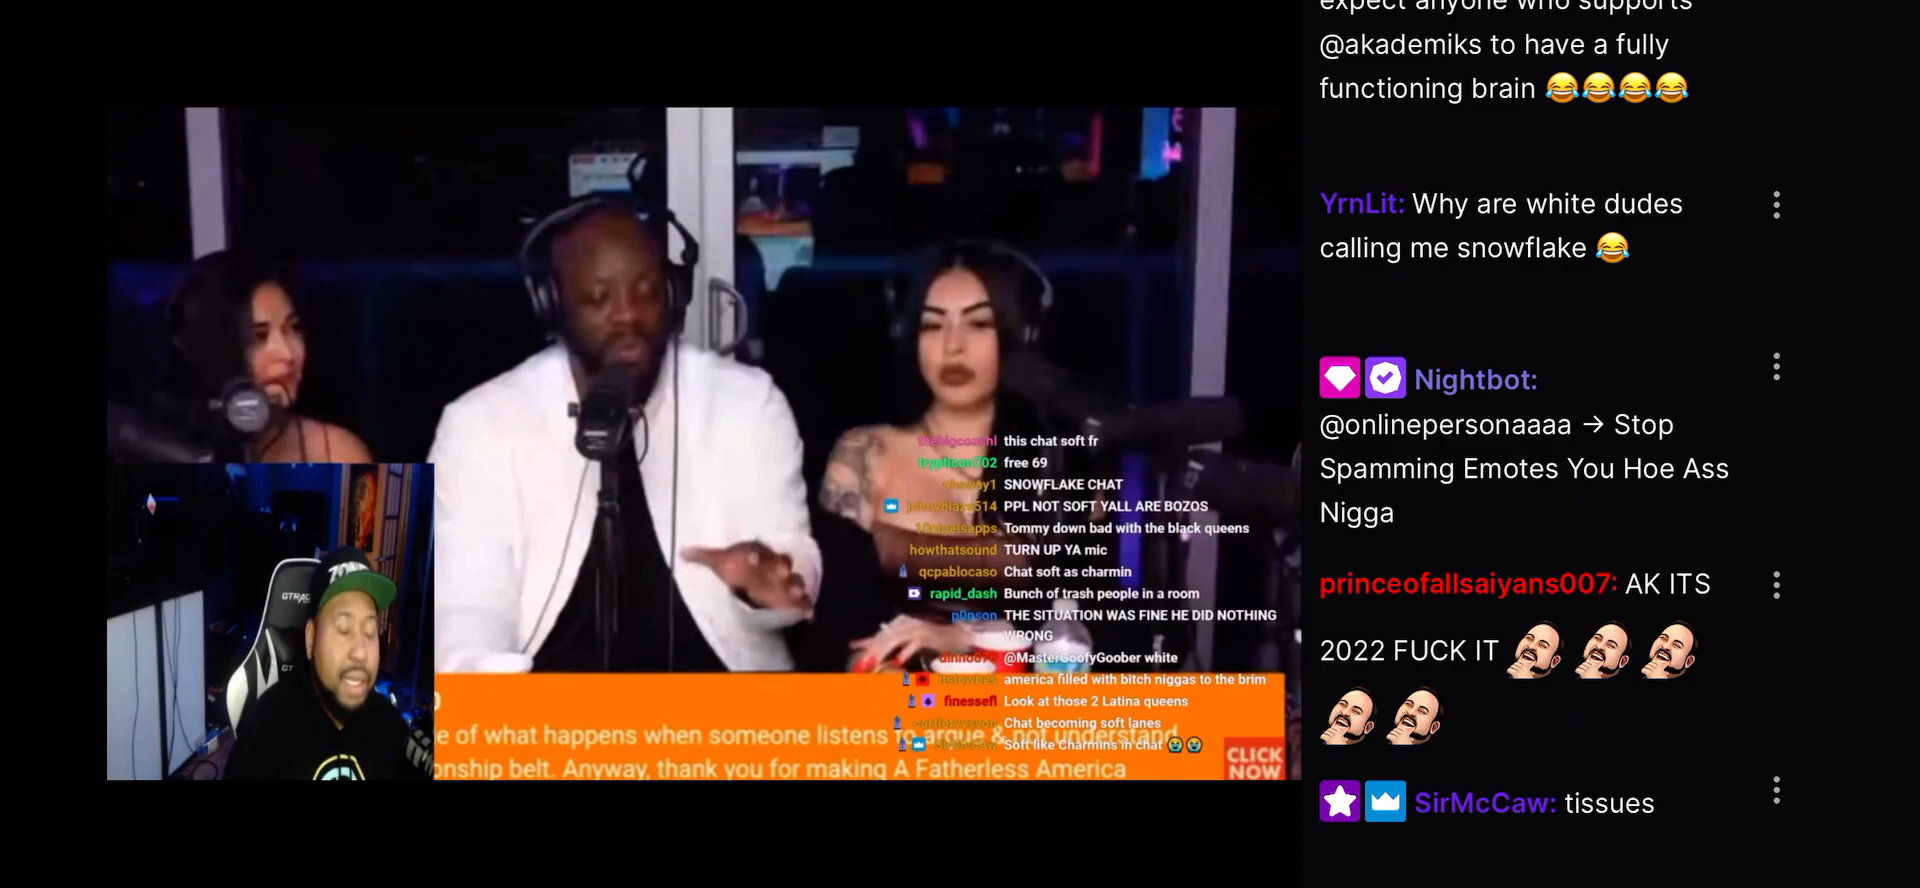 this chat soft fr
trypticon702 free 69
SNOWFLAKE CHAT
PPL NOT SOFT YALL ARE BOZOS
Tommy down bad with the black queens
howthatsound TURN UP YA mic
qcpablocaso Chat soft as charmin
rapid_dash Bunch of trash people in a room
p0pson THE SITUATION WAS FINE HE DID NOTHING
WRONG
@MasterGoofyGoober white
itslowbes america filled with bitch niggas to the brim
finessefl Look at those 2 Latina queens
Chat becoming soft lanes
Soft like Charmins in chat 😭😭
e of what happens when someone listens to argue & not understand
onship belt. Anyway, thank you for making A Fatherless America
CLICK
NOW
GTRAC
GT
expect anyone who supports
@akademiks to have a fully
functioning brain 😂😂😂😂
YrnLit: Why are white dudes
calling me snowflake 😂
Nightbot:
@onlinepersonaaaa → Stop
Spamming Emotes You Hoe Ass
Nigga
princeofallsaiyans007: AK ITS
2022 FUCK IT
SirMcCaw: tissues